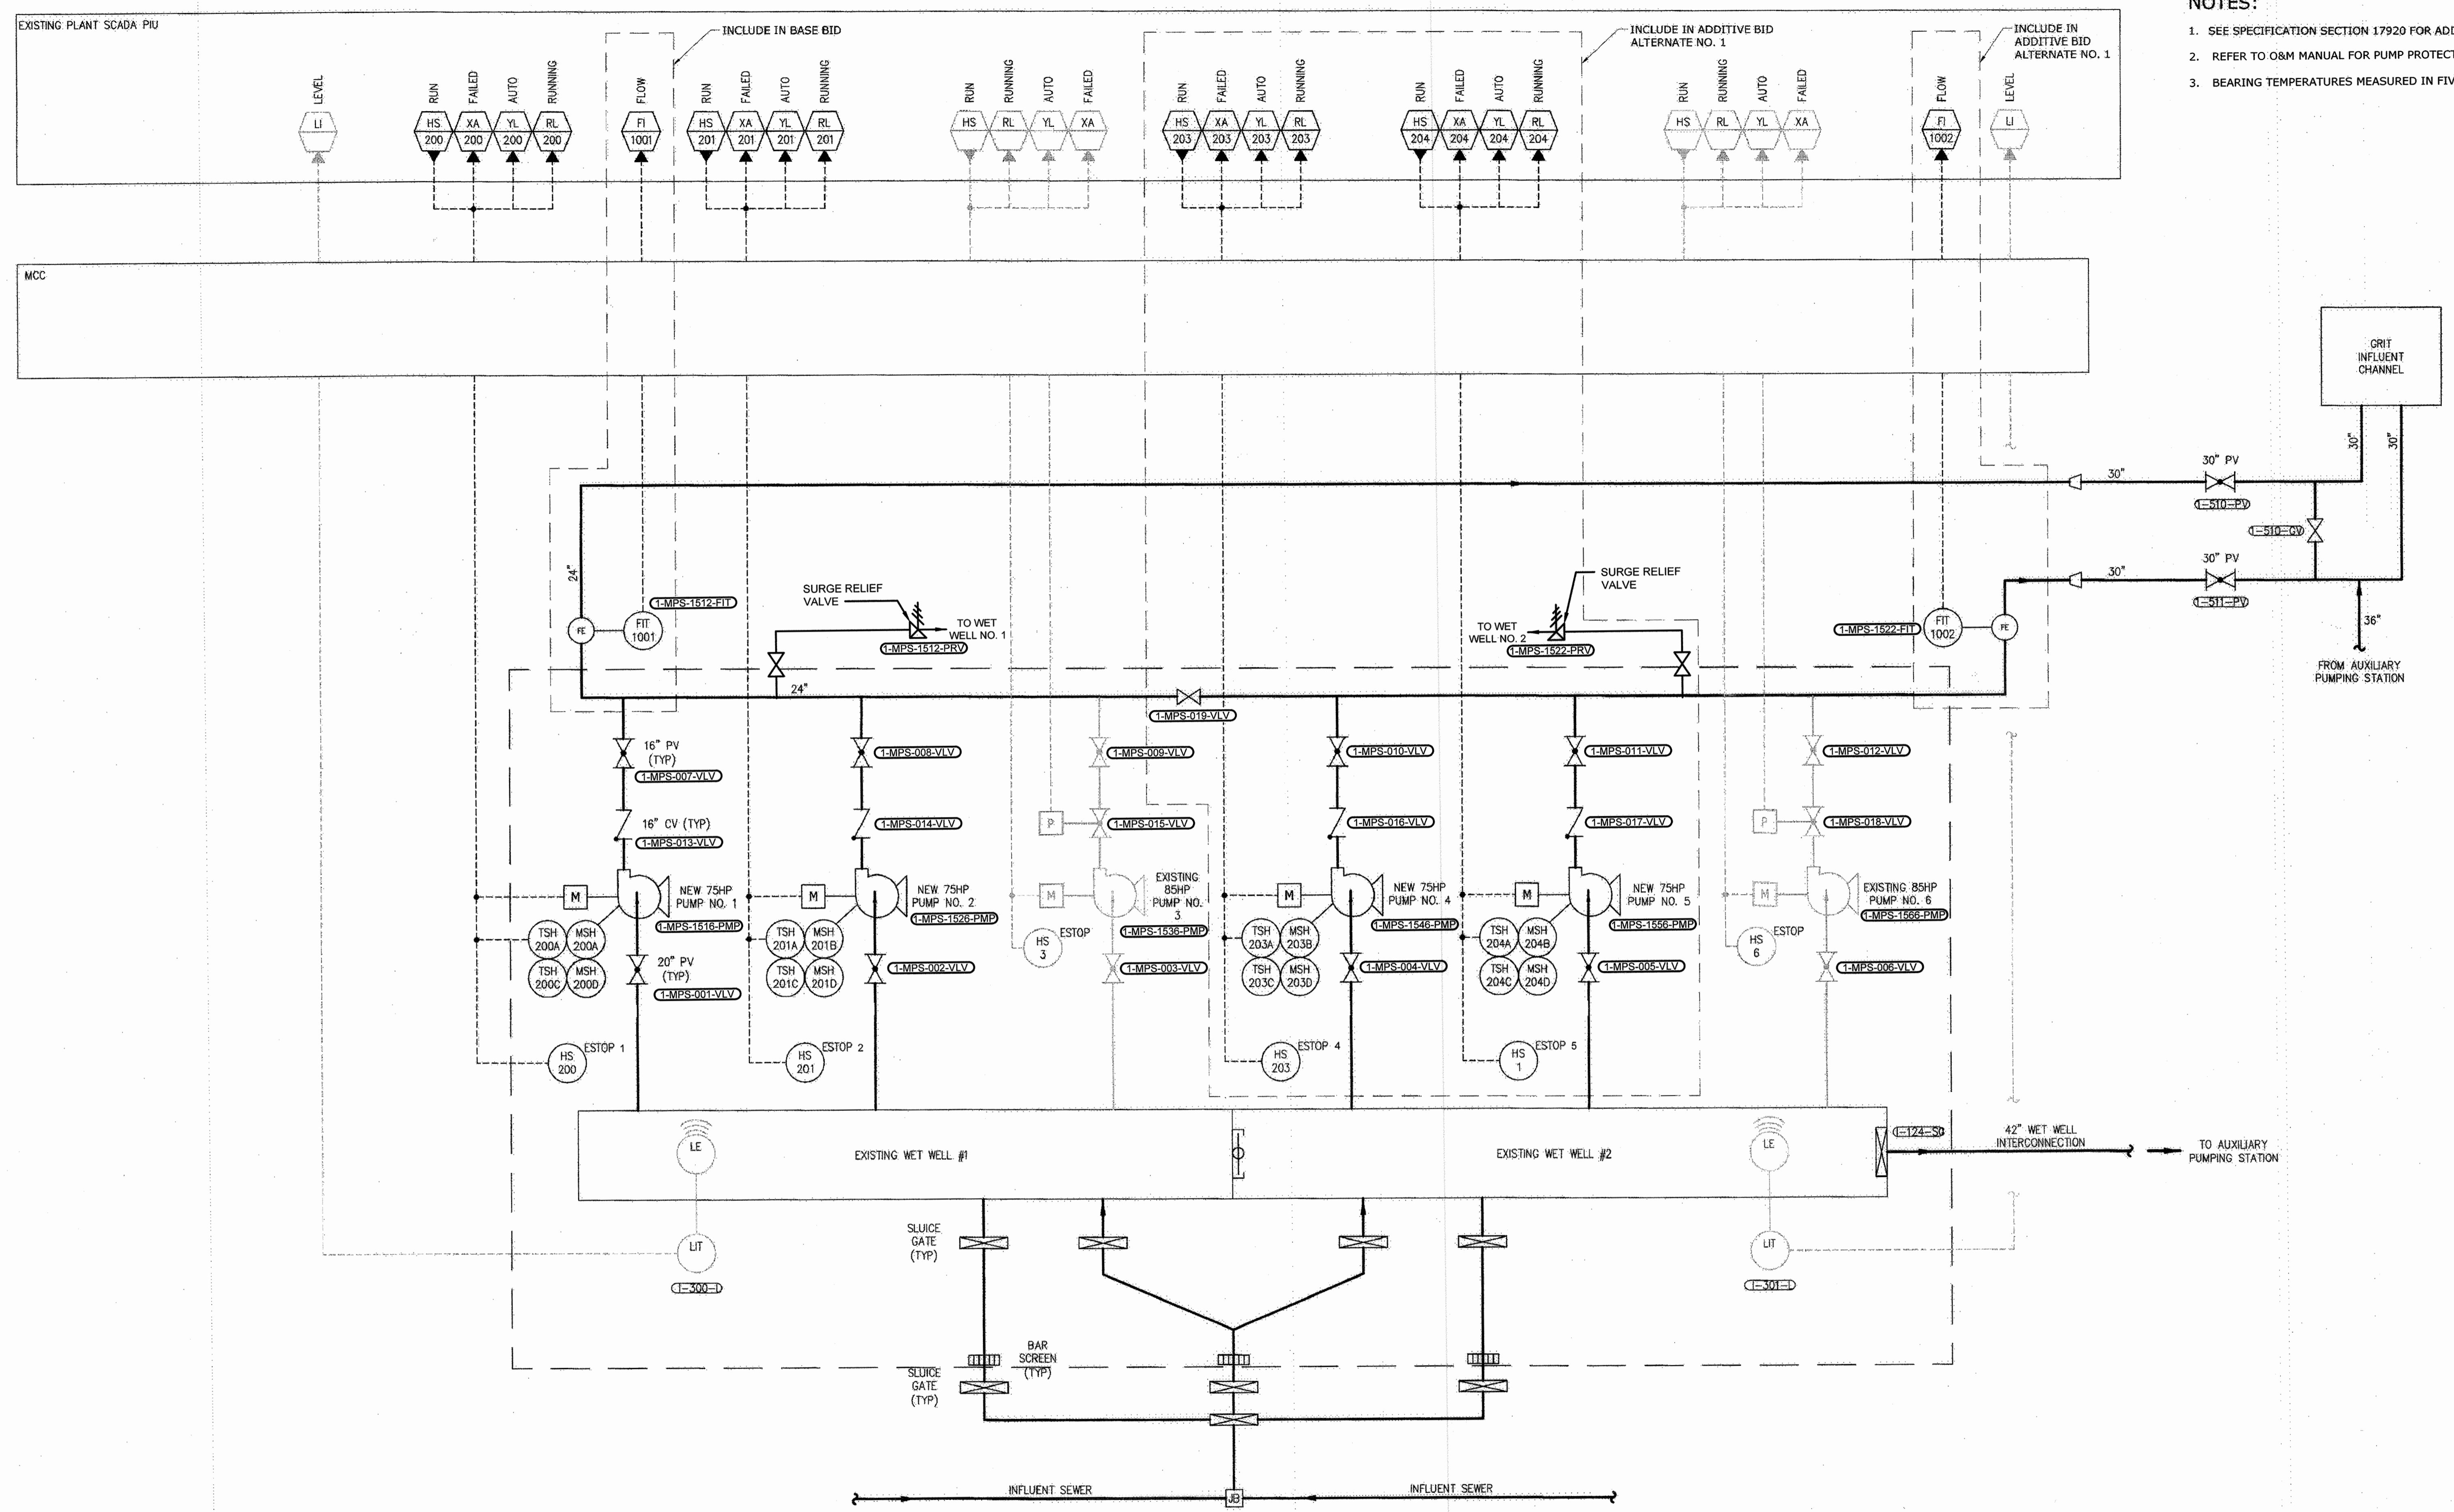 NOTES:
1. SEE SPECIFICATION SECTION 17920 FOR
2. REFER TO O&M MANUAL FOR PUMP
3. BEARING TEMPERATURES MEASURED IN
EXISTING PLANT SCADA PIU
INCLUDE IN BASE BID
INCLUDE IN ADDITIVE BID
ALTERNATE NO. 1
INCLUDE IN
ADDITIVE BID
ALTERNATE NO. 1
LEVEL
RUN
FAILED
AUTO
RUNNING
FLOW
RUN
FAILED
AUTO
RUNNING
RUN
RUNNING
AUTO
FAILED
RUN
FAILED
AUTO
RUNNING
RUN
FAILED
AUTO
RUNNING
RUN
RUNNING
AUTO
FAILED
FLOW
LEVEL
LI
HS
200
XA
200
YL
200
RL
200
FI
1001
HS
201
XA
201
YL
201
RL
201
HS
RL
YL
XA
HS
203
XA
203
YL
203
RL
203
HS
204
XA
204
YL
204
RL
204
HS
RL
YL
XA
FI
1002
LI
MCC
GRIT
INFLUENT
CHANNEL
30"
30"
30"
30" PV
1-510-PV
1-510-GV
30"
30" PV
1-511-PV
36"
FROM AUXILIARY
PUMPING STATION
24"
FE
FIT
1001
1-MPS-1512-FIT
SURGE RELIEF
VALVE
TO WET
WELL NO. 1
1-MPS-1512-PRV
SURGE RELIEF
VALVE
TO WET
WELL NO. 2
1-MPS-1522-PRV
1-MPS-1522-FIT
FIT
1002
FE
24"
1-MPS-019-VLV
16" PV
(TYP)
1-MPS-007-VLV
1-MPS-008-VLV
1-MPS-009-VLV
1-MPS-010-VLV
1-MPS-011-VLV
1-MPS-012-VLV
16" CV (TYP)
1-MPS-013-VLV
1-MPS-014-VLV
P
1-MPS-015-VLV
1-MPS-016-VLV
1-MPS-017-VLV
P
1-MPS-018-VLV
M
NEW 75HP
PUMP NO. 1
1-MPS-1516-PMP
M
NEW 75HP
PUMP NO. 2
1-MPS-1526-PMP
M
EXISTING
85HP
PUMP NO.
3
1-MPS-1536-PMP
M
NEW 75HP
PUMP NO. 4
1-MPS-1546-PMP
M
NEW 75HP
PUMP NO. 5
1-MPS-1556-PMP
M
EXISTING 85HP
PUMP NO. 6
1-MPS-1566-PMP
TSH
200A
MSH
200A
TSH
200C
MSH
200D
20" PV
(TYP)
1-MPS-001-VLV
TSH
201A
MSH
201B
TSH
201C
MSH
201D
1-MPS-002-VLV
HS
3
ESTOP
1-MPS-003-VLV
TSH
203A
MSH
203B
TSH
203C
MSH
203D
1-MPS-004-VLV
TSH
204A
MSH
204B
TSH
204C
MSH
204D
1-MPS-005-VLV
HS
6
ESTOP
1-MPS-006-VLV
HS
200
ESTOP 1
HS
201
ESTOP 2
HS
203
ESTOP 4
HS
1
ESTOP 5
LE
EXISTING WET WELL #1
EXISTING WET WELL #2
LE
1-124-SG
42" WET WELL
INTERCONNECTION
TO AUXILIARY
PUMPING STATION
LIT
1-300-L
SLUICE
GATE
(TYP)
LIT
1-301-L
BAR
SCREEN
(TYP)
SLUICE
GATE
(TYP)
INFLUENT SEWER
JB
INFLUENT SEWER